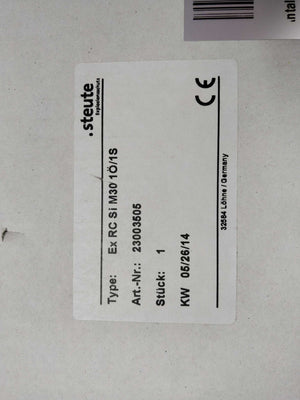 .steute
Explosionsschutz
Type: Ex RC Si M30 1Ö/1S
Art.-Nr.: 23003505
Stück: 1
KW 05/26/14
CE
32584 Löhne / Germany